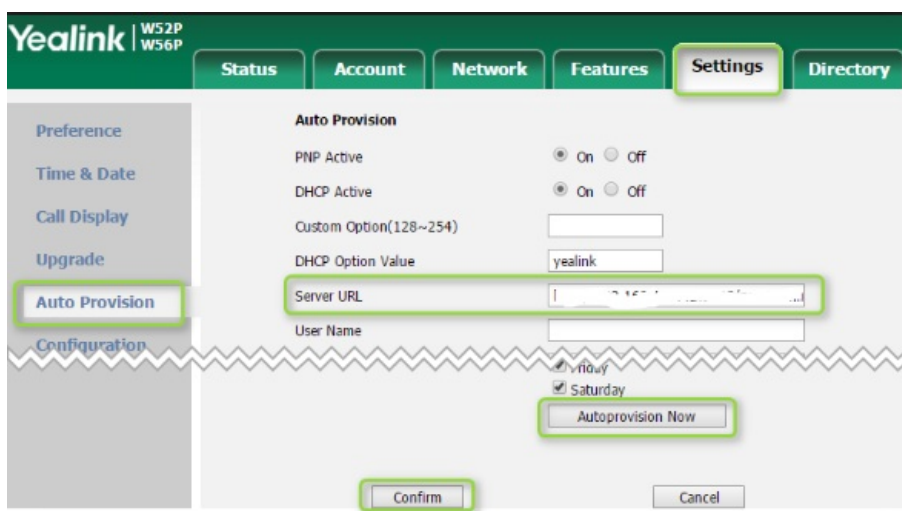 Yealink W52P
W56P
Status Account Network Features Settings Directory
Preference
Time & Date
Call Display
Upgrade
Auto Provision
Configuration
Auto Provision
PNP Active On Off
DHCP Active On Off
Custom Option(128~254)
DHCP Option Value yealink
Server URL
User Name
Friday
Saturday
Autoprovision Now
Confirm Cancel